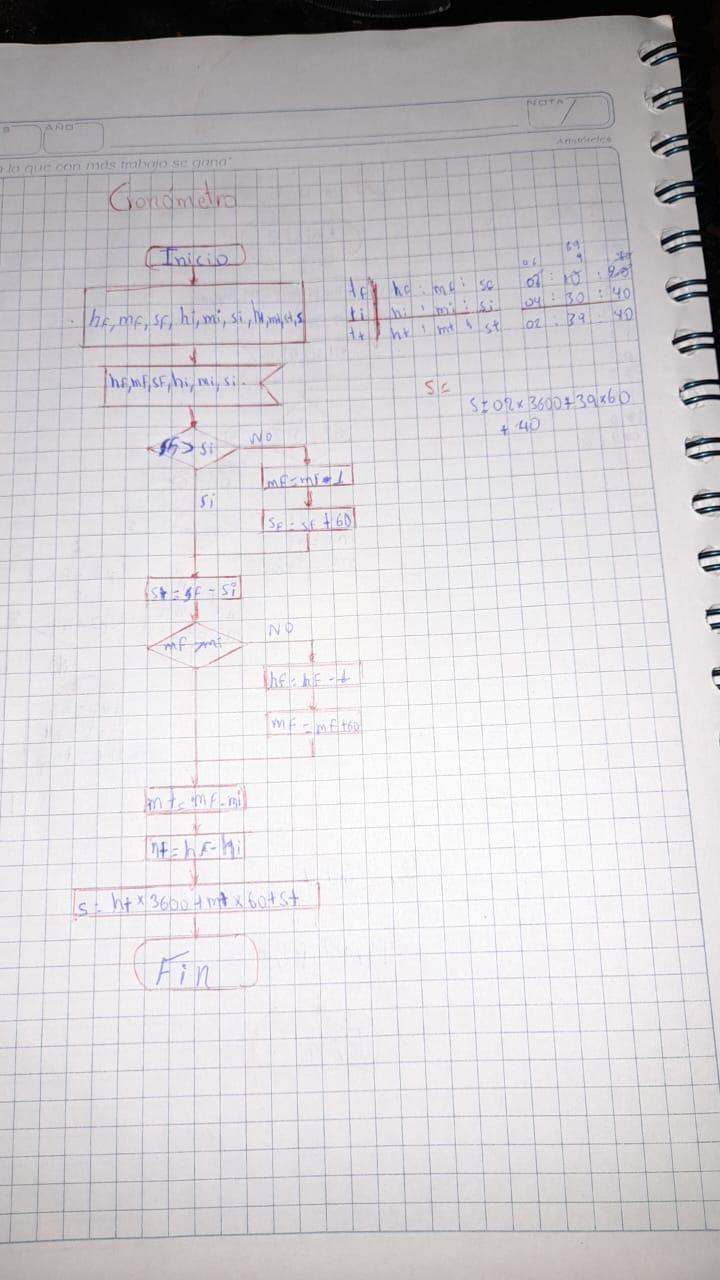 AÑO
NOTA
Aristóteles
lo que con más trabajo se gana"
Cronómetro
Inicio
hf, mf, sf, hi, mi, si, ht, mt, st, s
hf, mf, sf, hi, mi, si
sf > si
NO
Si
mf = mf - 1
sf = sf + 60
st = sf - si
mf > mi
NO
hf = hf - 1
mf = mf + 60
mt = mf - mi
ht = hf - hi
s = ht × 3600 + mt × 60 + st
Fin
69
06 9
tf hf : mf : sf : 10 :
ti hi : mi : si 04 : 30 : 40
tt ht : mt : st 02 : 39 : 40
S =
S = 02 × 3600 + 39 × 60
+ 40